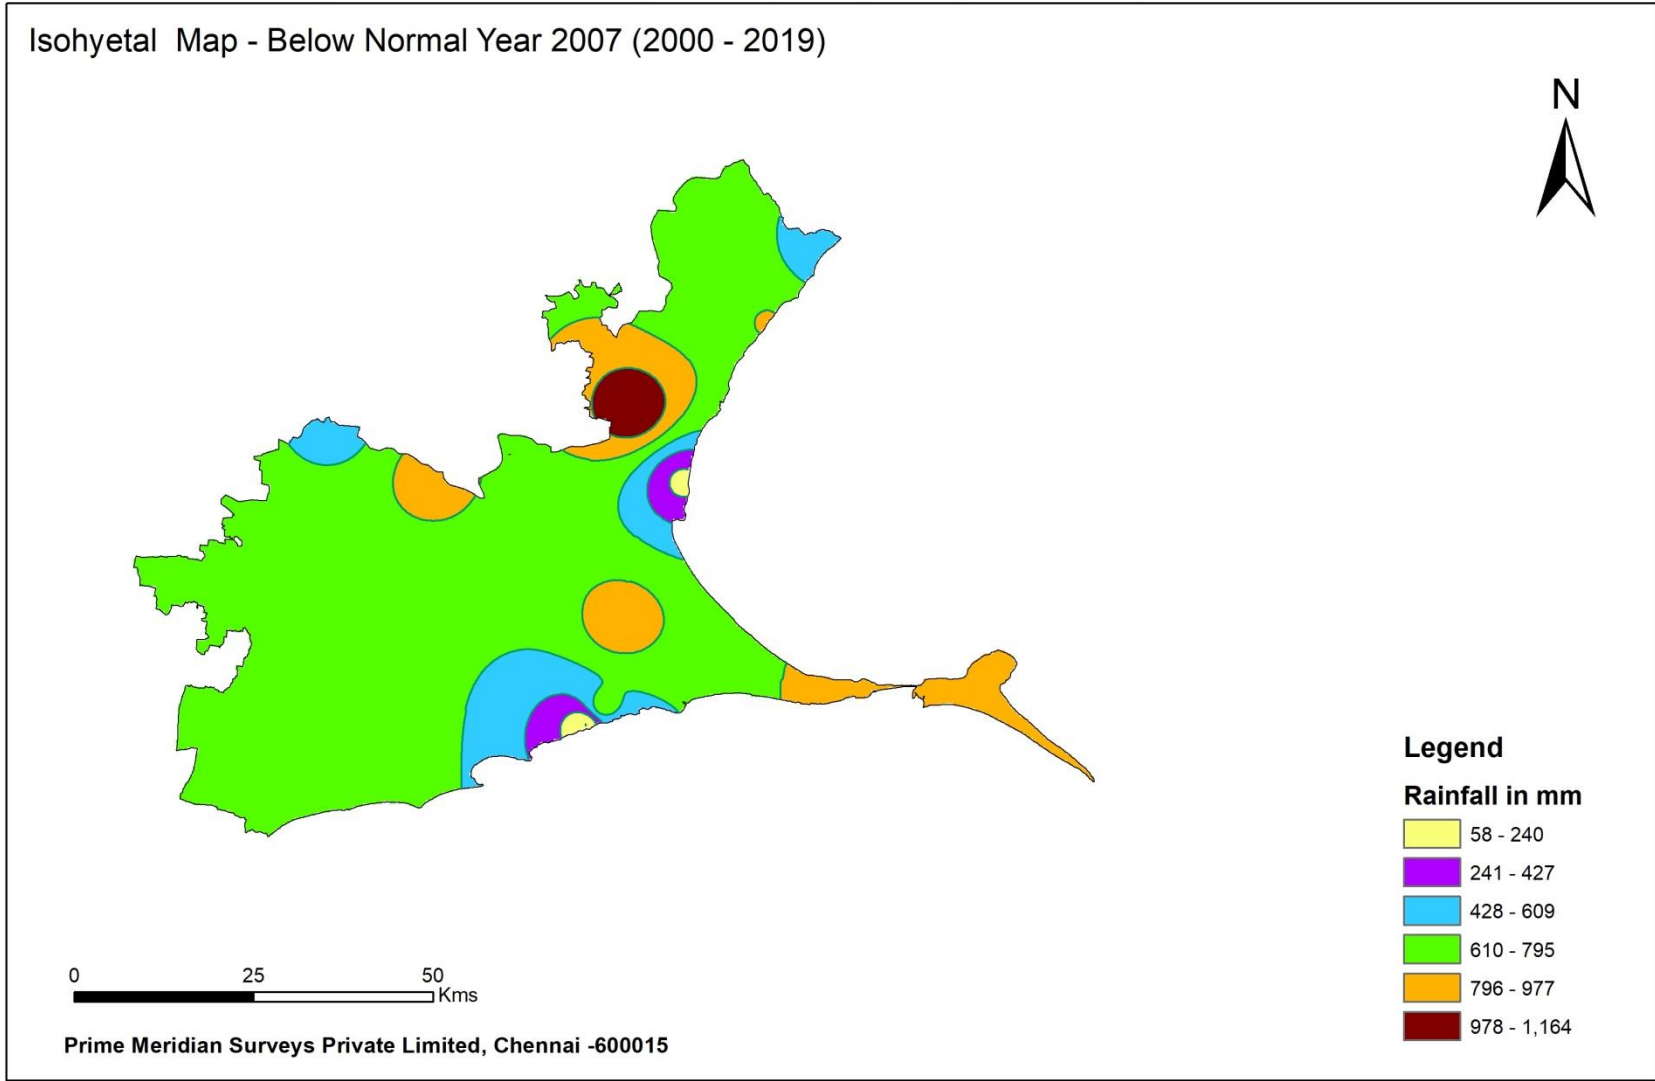 Isohyetal  Map - Below Normal Year 2007 (2000 - 2019)
N
Legend
Rainfall in mm
58 - 240
241 - 427
428 - 609
610 - 795
796 - 977
978 - 1,164
0 25 50
Kms
Prime Meridian Surveys Private Limited, Chennai -600015